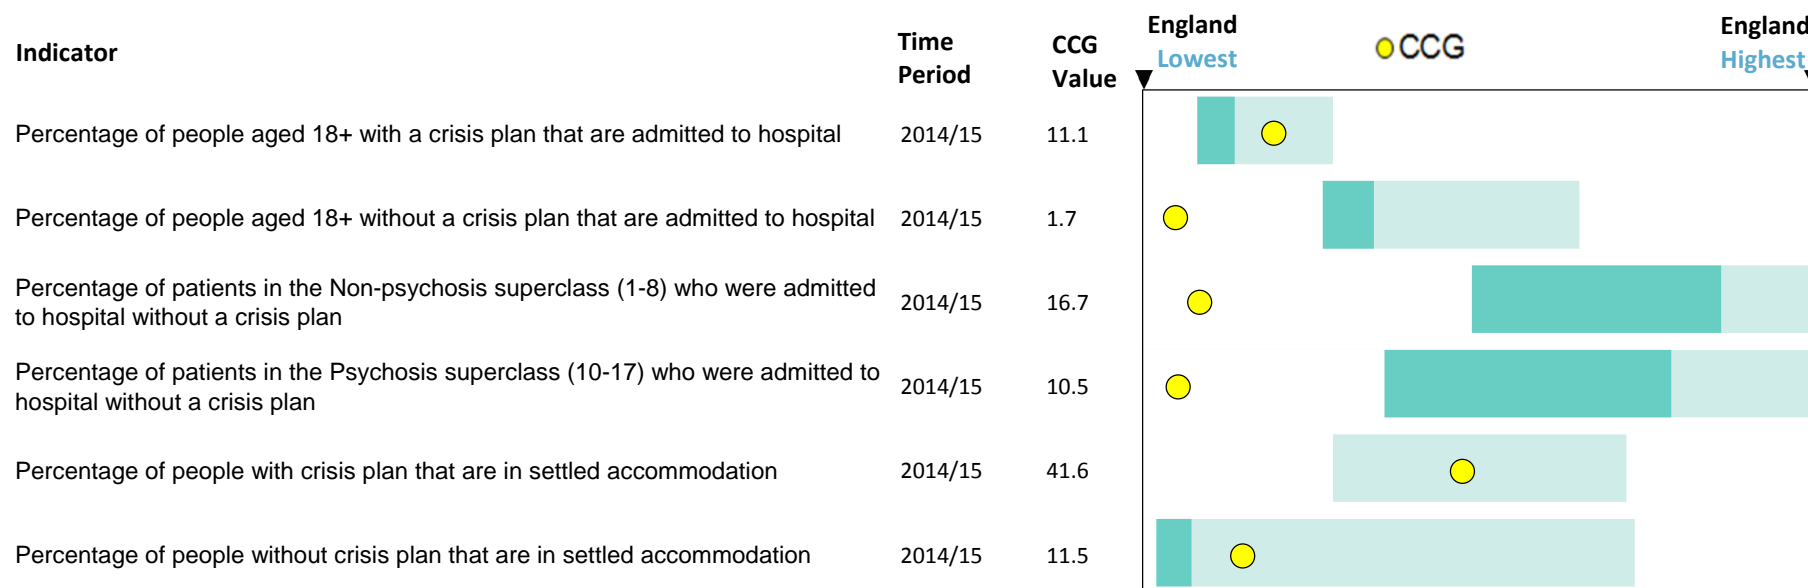 Indicator
Time Period
CCG Value
England Lowest
CCG
England Highest
Percentage of people aged 18+ with a crisis plan that are admitted to hospital 2014/15 11.1
Percentage of people aged 18+ without a crisis plan that are admitted to hospital 2014/15 1.7
Percentage of patients in the Non-psychosis superclass (1-8) who were admitted
to hospital without a crisis plan 2014/15 16.7
Percentage of patients in the Psychosis superclass (10-17) who were admitted to
hospital without a crisis plan 2014/15 10.5
Percentage of people with crisis plan that are in settled accommodation 2014/15 41.6
Percentage of people without crisis plan that are in settled accommodation 2014/15 11.5